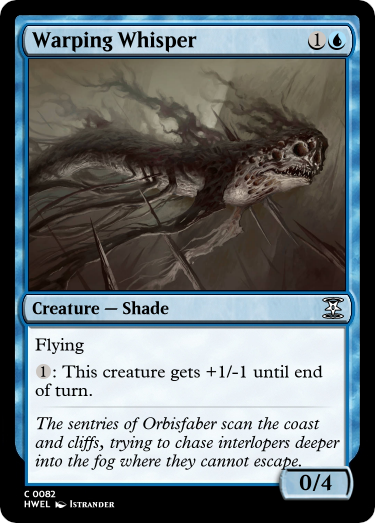 Warping Whisper 1
Creature — Shade
Flying
1: This creature gets +1/-1 until end
of turn.
The sentries of Orbisfaber scan the coast
and cliffs, trying to chase interlopers deeper
into the fog where they cannot escape.
0/4
C 0082
HWEL Istrander